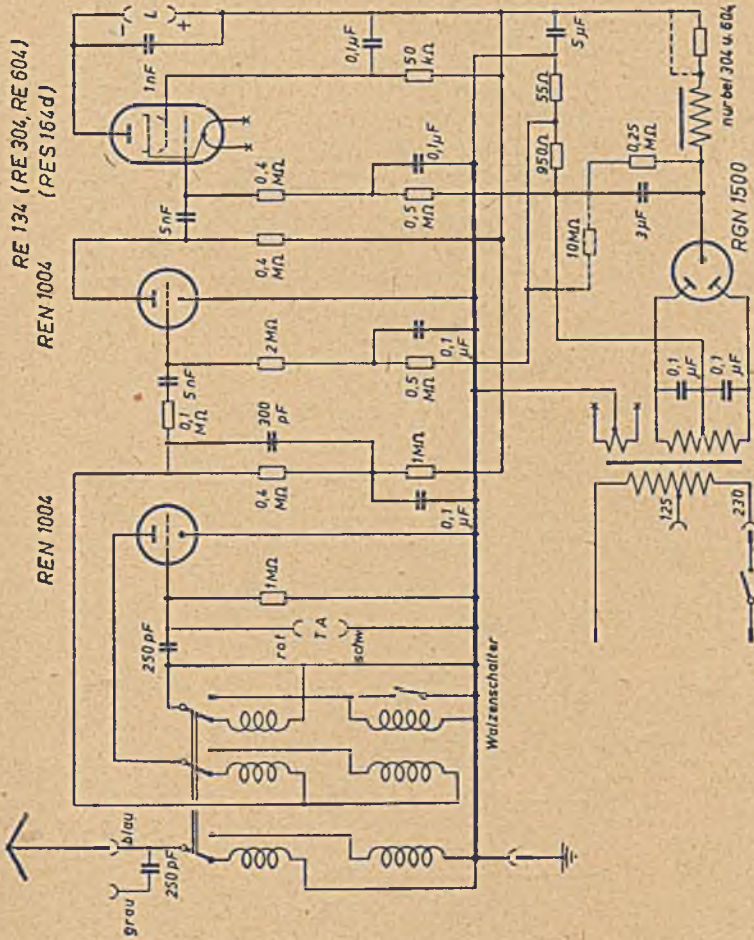 RE 134 (RE 304, RE 604)
(RES 164d)
REN 1004
REN 1004
grau
250 pF
blau
250 pF
rot
TA
schw
1MΩ
Walzenschalter
0,1
MΩ
5nF
300
pF
0,4
MΩ
1MΩ
0,1
µF
2MΩ
0,5
MΩ
0,1
µF
5nF
0,4
MΩ
0,4
MΩ
0,5
MΩ
0,1µF
1nF
- L +
0,1µF
50
kΩ
950Ω
55Ω
5µF
10MΩ
0,25
MΩ
3µF
nur bei 304 u. 604
RGN 1500
0,1
µF
0,1
µF
125
230